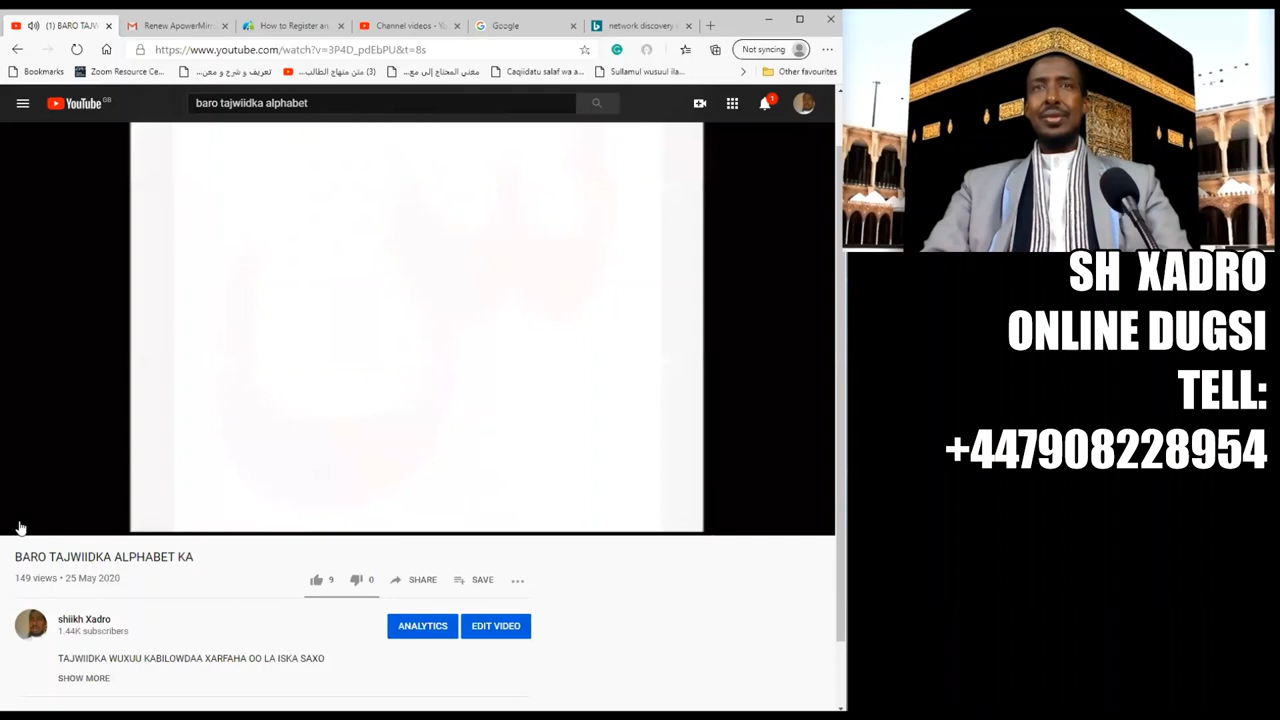 (1) BARO TAJW
Renew ApowerMirr
How to Register an
Channel videos - Yo
Google
network discovery
https://www.youtube.com/watch?v=3P4D_pdEbPU&t=8s
Not syncing
Bookmarks
Zoom Resource Ce...
تعريف و شرح و معن...
(3) متن منهاج الطالب...
مغني المحتاج إلى مع...
Caqiidatu salaf wa a...
Sullamul wusuul ila...
Other favourites
YouTube GB
baro tajwiidka alphabet
1
SH XADRO
ONLINE DUGSI
TELL:
+447908228954
BARO TAJWIIDKA ALPHABET KA
149 views • 25 May 2020
9
0
SHARE
SAVE
shiikh Xadro
1.44K subscribers
ANALYTICS
EDIT VIDEO
TAJWIIDKA WUXUU KABILOWDAA XARFAHA OO LA ISKA SAXO
SHOW MORE